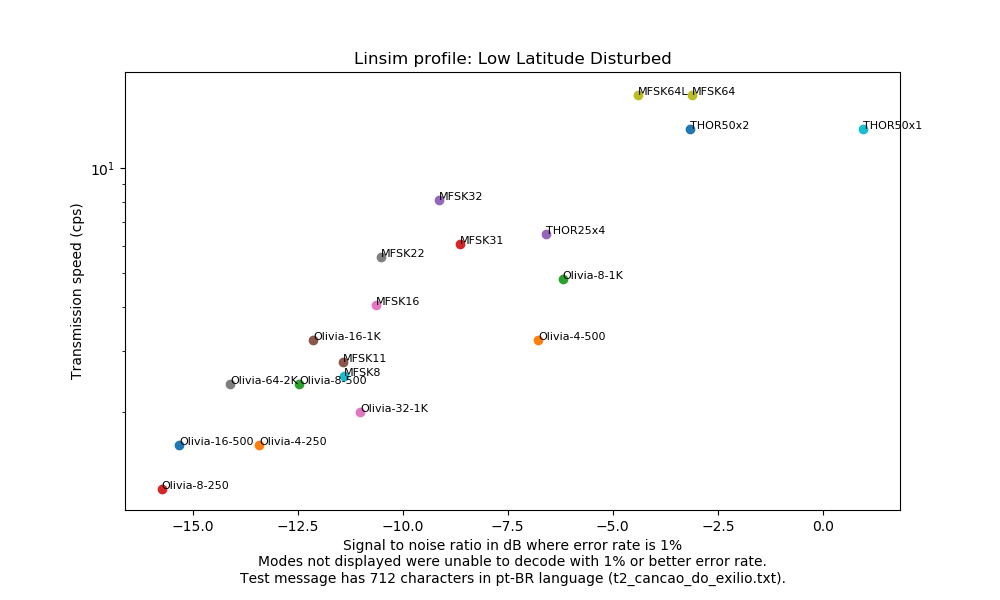 Linsim profile: Low Latitude Disturbed
MFSK64L
MFSK64
THOR50x2
THOR50x1
10^1
MFSK32
THOR25x4
MFSK31
MFSK22
Olivia-8-1K
MFSK16
Olivia-16-1K
Olivia-4-500
MFSK11
MFSK8
Olivia-64-2K
Olivia-8-500
Olivia-32-1K
Olivia-16-500
Olivia-4-250
Olivia-8-250
Transmission speed (cps)
−15.0 −12.5 −10.0 −7.5 −5.0 −2.5 0.0
Signal to noise ratio in dB where error rate is 1%
Modes not displayed were unable to decode with 1% or better error rate.
Test message has 712 characters in pt-BR language (t2_cancao_do_exilio.txt).